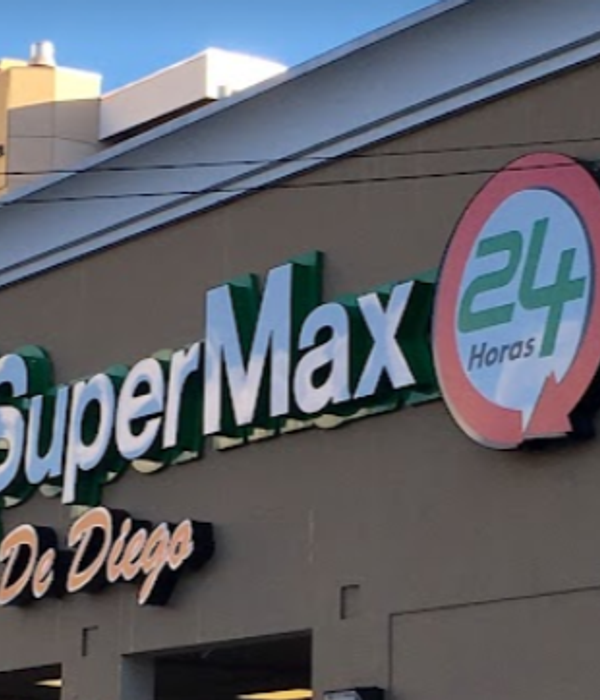 SuperMax
24
Horas
De Diego